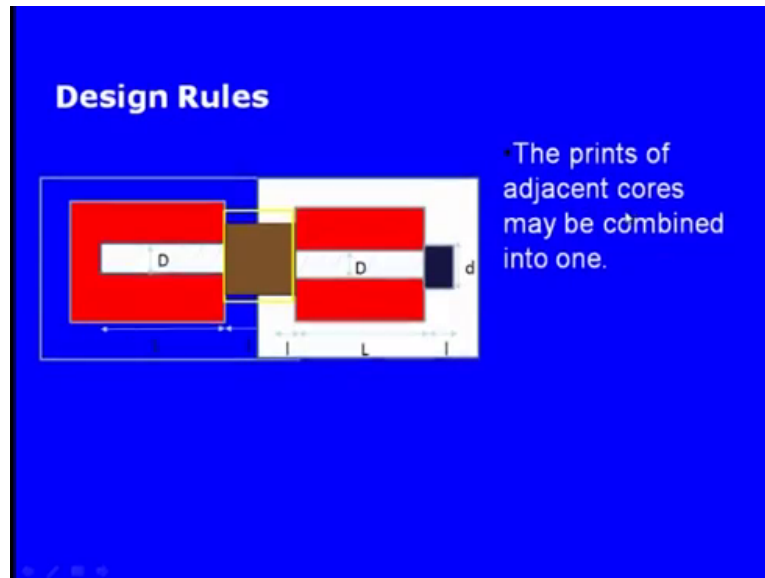 Design Rules
•The prints of
adjacent cores
may be combined
into one.
D
D
d
l
L
l